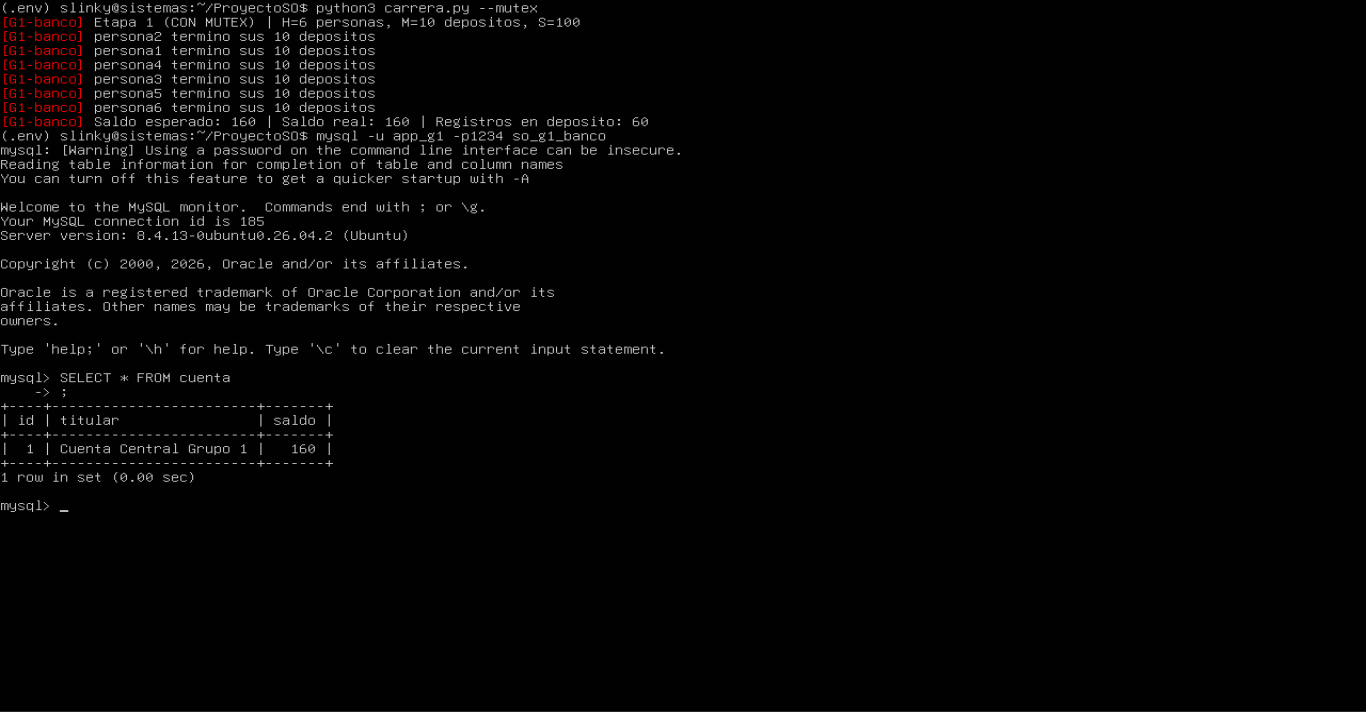 (.env) slinky@sistemas:~/ProyectoSO$ python3 carrera.py --mutex
[G1-banco] Etapa 1 (CON MUTEX) | H=6 personas, M=10 depositos, S=100
[G1-banco] persona2 termino sus 10 depositos
[G1-banco] persona1 termino sus 10 depositos
[G1-banco] persona4 termino sus 10 depositos
[G1-banco] persona3 termino sus 10 depositos
[G1-banco] persona5 termino sus 10 depositos
[G1-banco] persona6 termino sus 10 depositos
[G1-banco] Saldo esperado: 160 | Saldo real: 160 | Registros en deposito: 60
(.env) slinky@sistemas:~/ProyectoSO$ mysql -u app_g1 -p1234 so_g1_banco
mysql: [Warning] Using a password on the command line interface can be insecure.
Reading table information for completion of table and column names
You can turn off this feature to get a quicker startup with -A

Welcome to the MySQL monitor.  Commands end with ; or \g.
Your MySQL connection id is 185
Server version: 8.4.13-0ubuntu0.26.04.2 (Ubuntu)

Copyright (c) 2000, 2026, Oracle and/or its affiliates.

Oracle is a registered trademark of Oracle Corporation and/or its
affiliates. Other names may be trademarks of their respective
owners.

Type 'help;' or '\h' for help. Type '\c' to clear the current input statement.

mysql> SELECT * FROM cuenta
    -> ;
+----+------------------------+-------+
| id | titular                | saldo |
+----+------------------------+-------+
|  1 | Cuenta Central Grupo 1 |   160 |
+----+------------------------+-------+
1 row in set (0.00 sec)

mysql> _